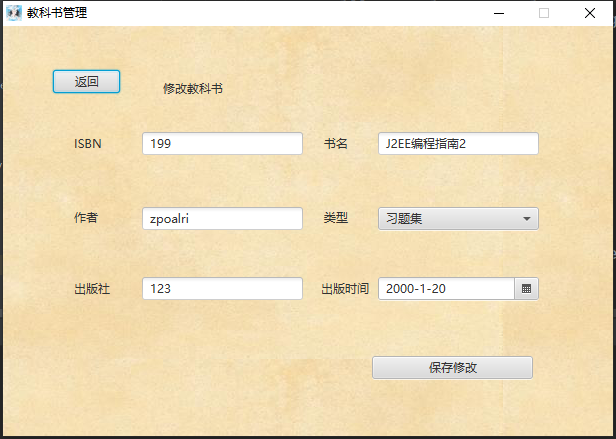 教科书管理
返回
修改教科书
ISBN 199 书名 J2EE编程指南2
作者 zpoalri 类型 习题集
出版社 123 出版时间 2000-1-20
保存修改